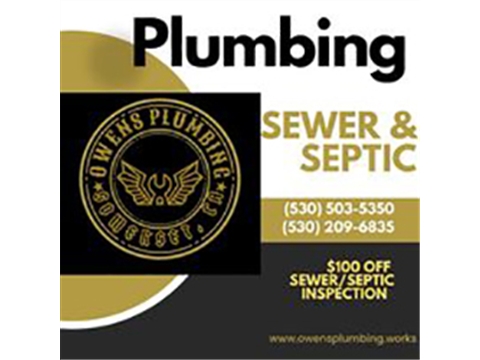 Plumbing
OWENS PLUMBING
SOMERSET, CA
SEWER &
SEPTIC
(530) 503-5350
(530) 209-6835
$100 OFF
SEWER/SEPTIC
INSPECTION
www.owensplumbing.works